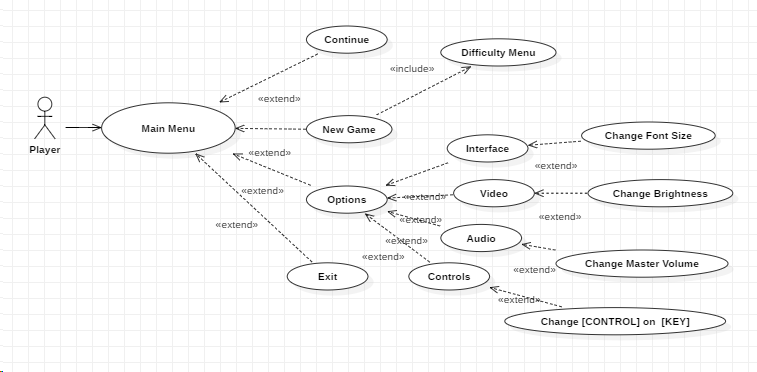 Continue
Difficulty Menu
«include»
«extend»
Player
Main Menu
New Game
Change Font Size
Interface
«extend»
«extend»
«extend»
Options
«extend»
Video
Change Brightness
«extend»
«extend»
«extend»
«extend»
Audio
«extend»
Exit
Controls
«extend»
Change Master Volume
«extend»
Change [CONTROL] on [KEY]